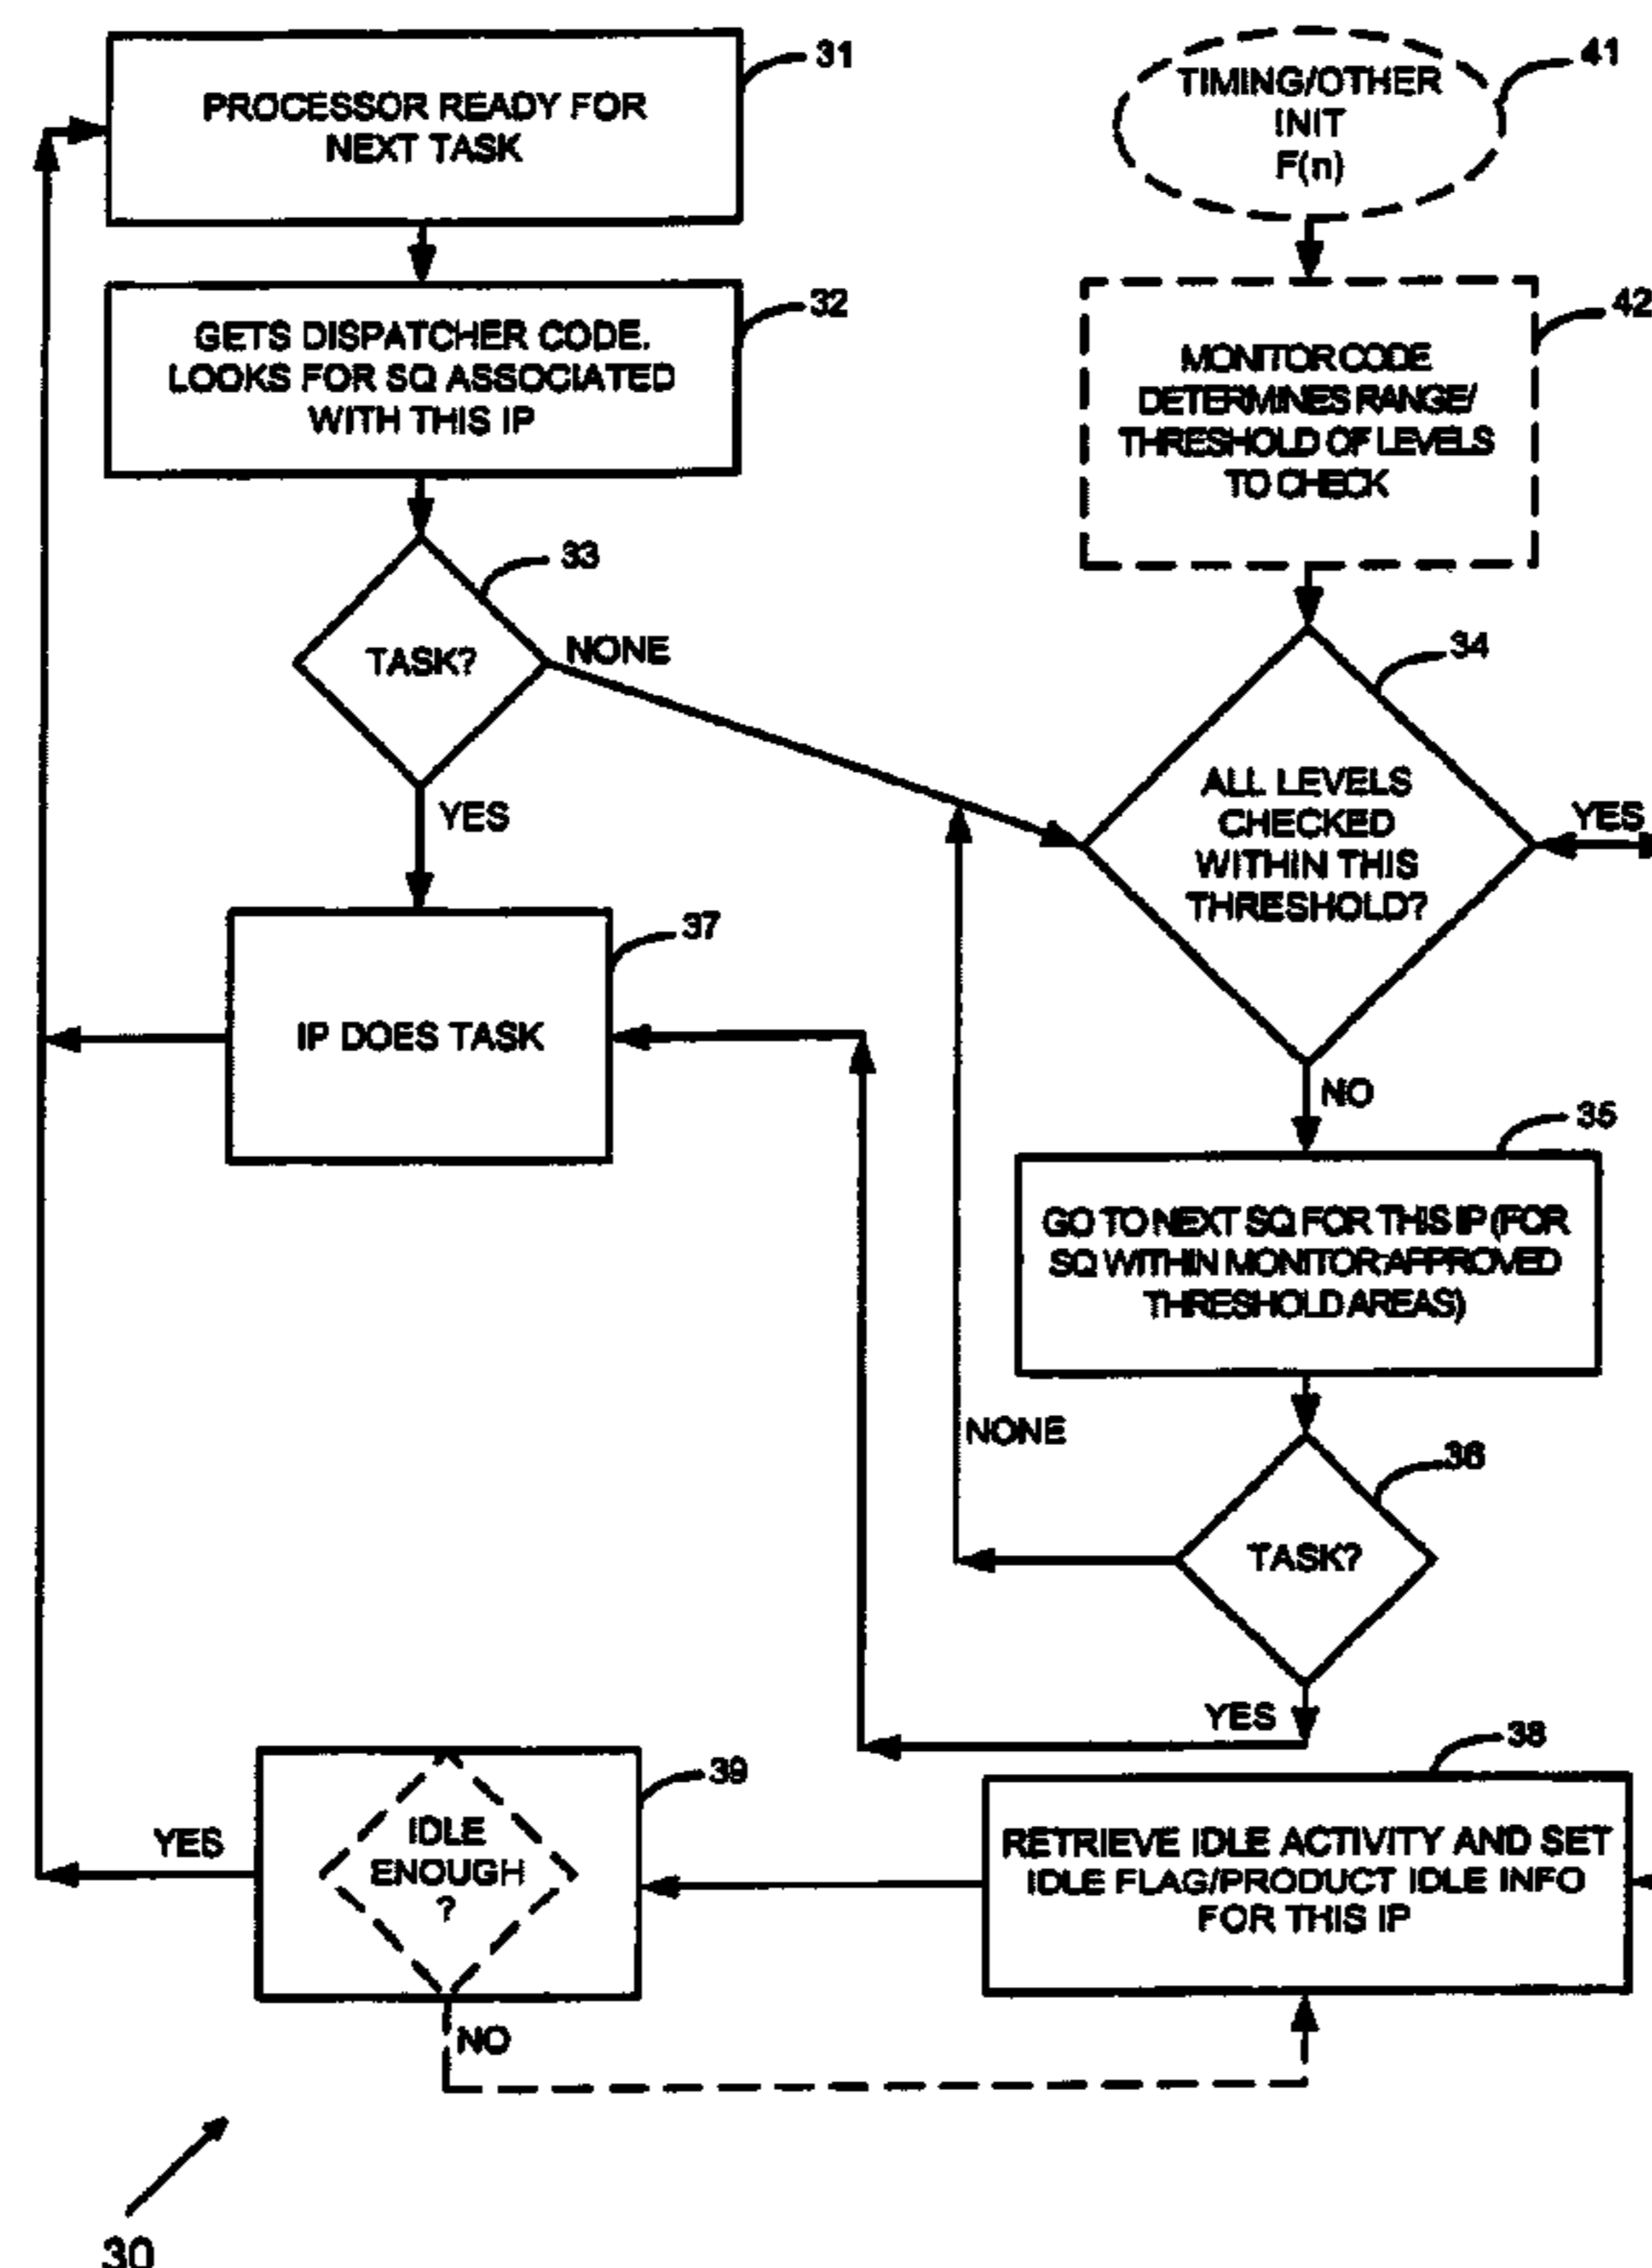 31
PROCESSOR READY FOR
NEXT TASK
41
TIMING/OTHER
INIT
F(n)
32
GETS DISPATCHER CODE.
LOOKS FOR SQ ASSOCIATED
WITH THIS IP
42
MONITOR CODE
DETERMINES RANGE/
THRESHOLD OF LEVELS
TO CHECK
33
TASK?
NONE
YES
34
ALL LEVELS
CHECKED
WITHIN THIS
THRESHOLD?
YES
NO
37
IP DOES TASK
35
GO TO NEXT SQ FOR THIS IP (FOR
SQ WITHIN MONITOR-APPROVED
THRESHOLD AREAS)
NONE
36
TASK?
YES
38
RETRIEVE IDLE ACTIVITY AND SET
IDLE FLAG/PRODUCT IDLE INFO
FOR THIS IP
39
IDLE
ENOUGH
?
YES
NO
30